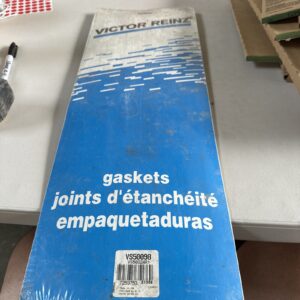 VICTOR REINZ
gaskets
joints d'étanchéité
empaquetaduras
VS50098